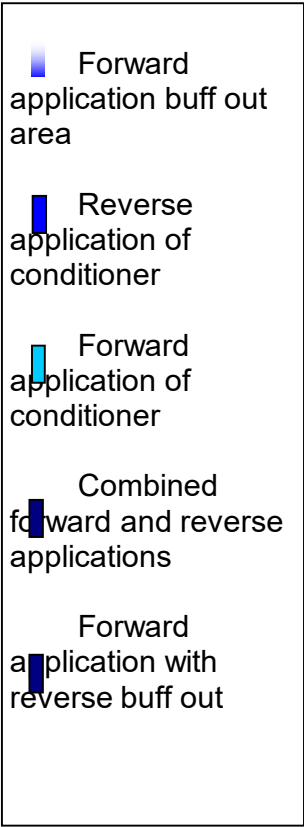 Forward
application buff out
area
Reverse
application of
conditioner
Forward
application of
conditioner
Combined
forward and reverse
applications
Forward
application with
reverse buff out